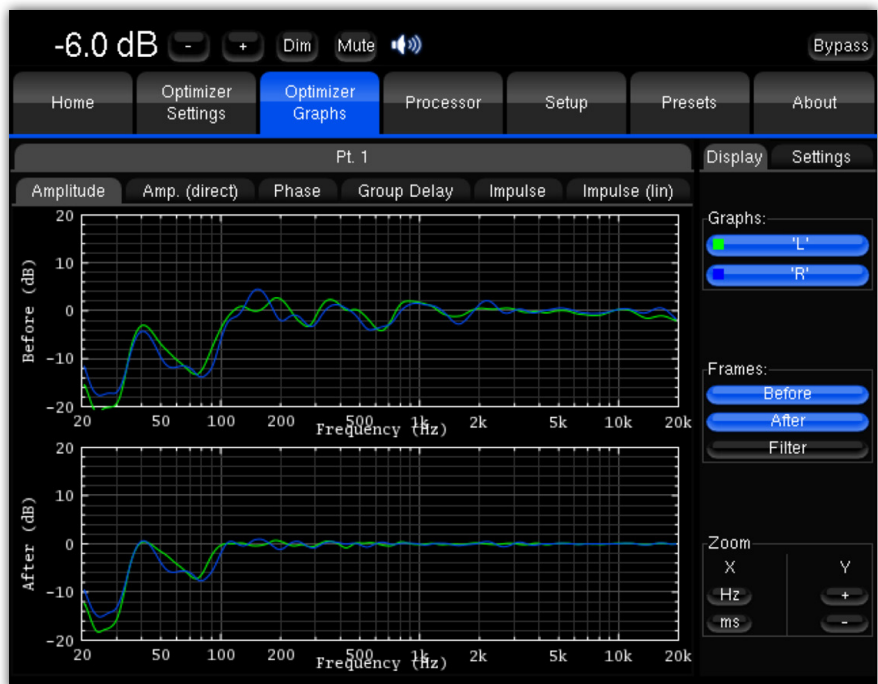 -6.0 dB - + Dim Mute Bypass
Home Optimizer Settings Optimizer Graphs Processor Setup Presets About
Pt. 1 Display Settings
Amplitude Amp. (direct) Phase Group Delay Impulse Impulse (lin)
Graphs:
'L'
'R'
Before (dB)
20
10
0
-10
-20
20 50 100 200 500 1k 2k 5k 10k 20k
Frequency (Hz)
Frames:
Before
After
Filter
After (dB)
20
10
0
-10
-20
20 50 100 200 500 1k 2k 5k 10k 20k
Frequency (Hz)
Zoom
X Y
Hz +
ms -